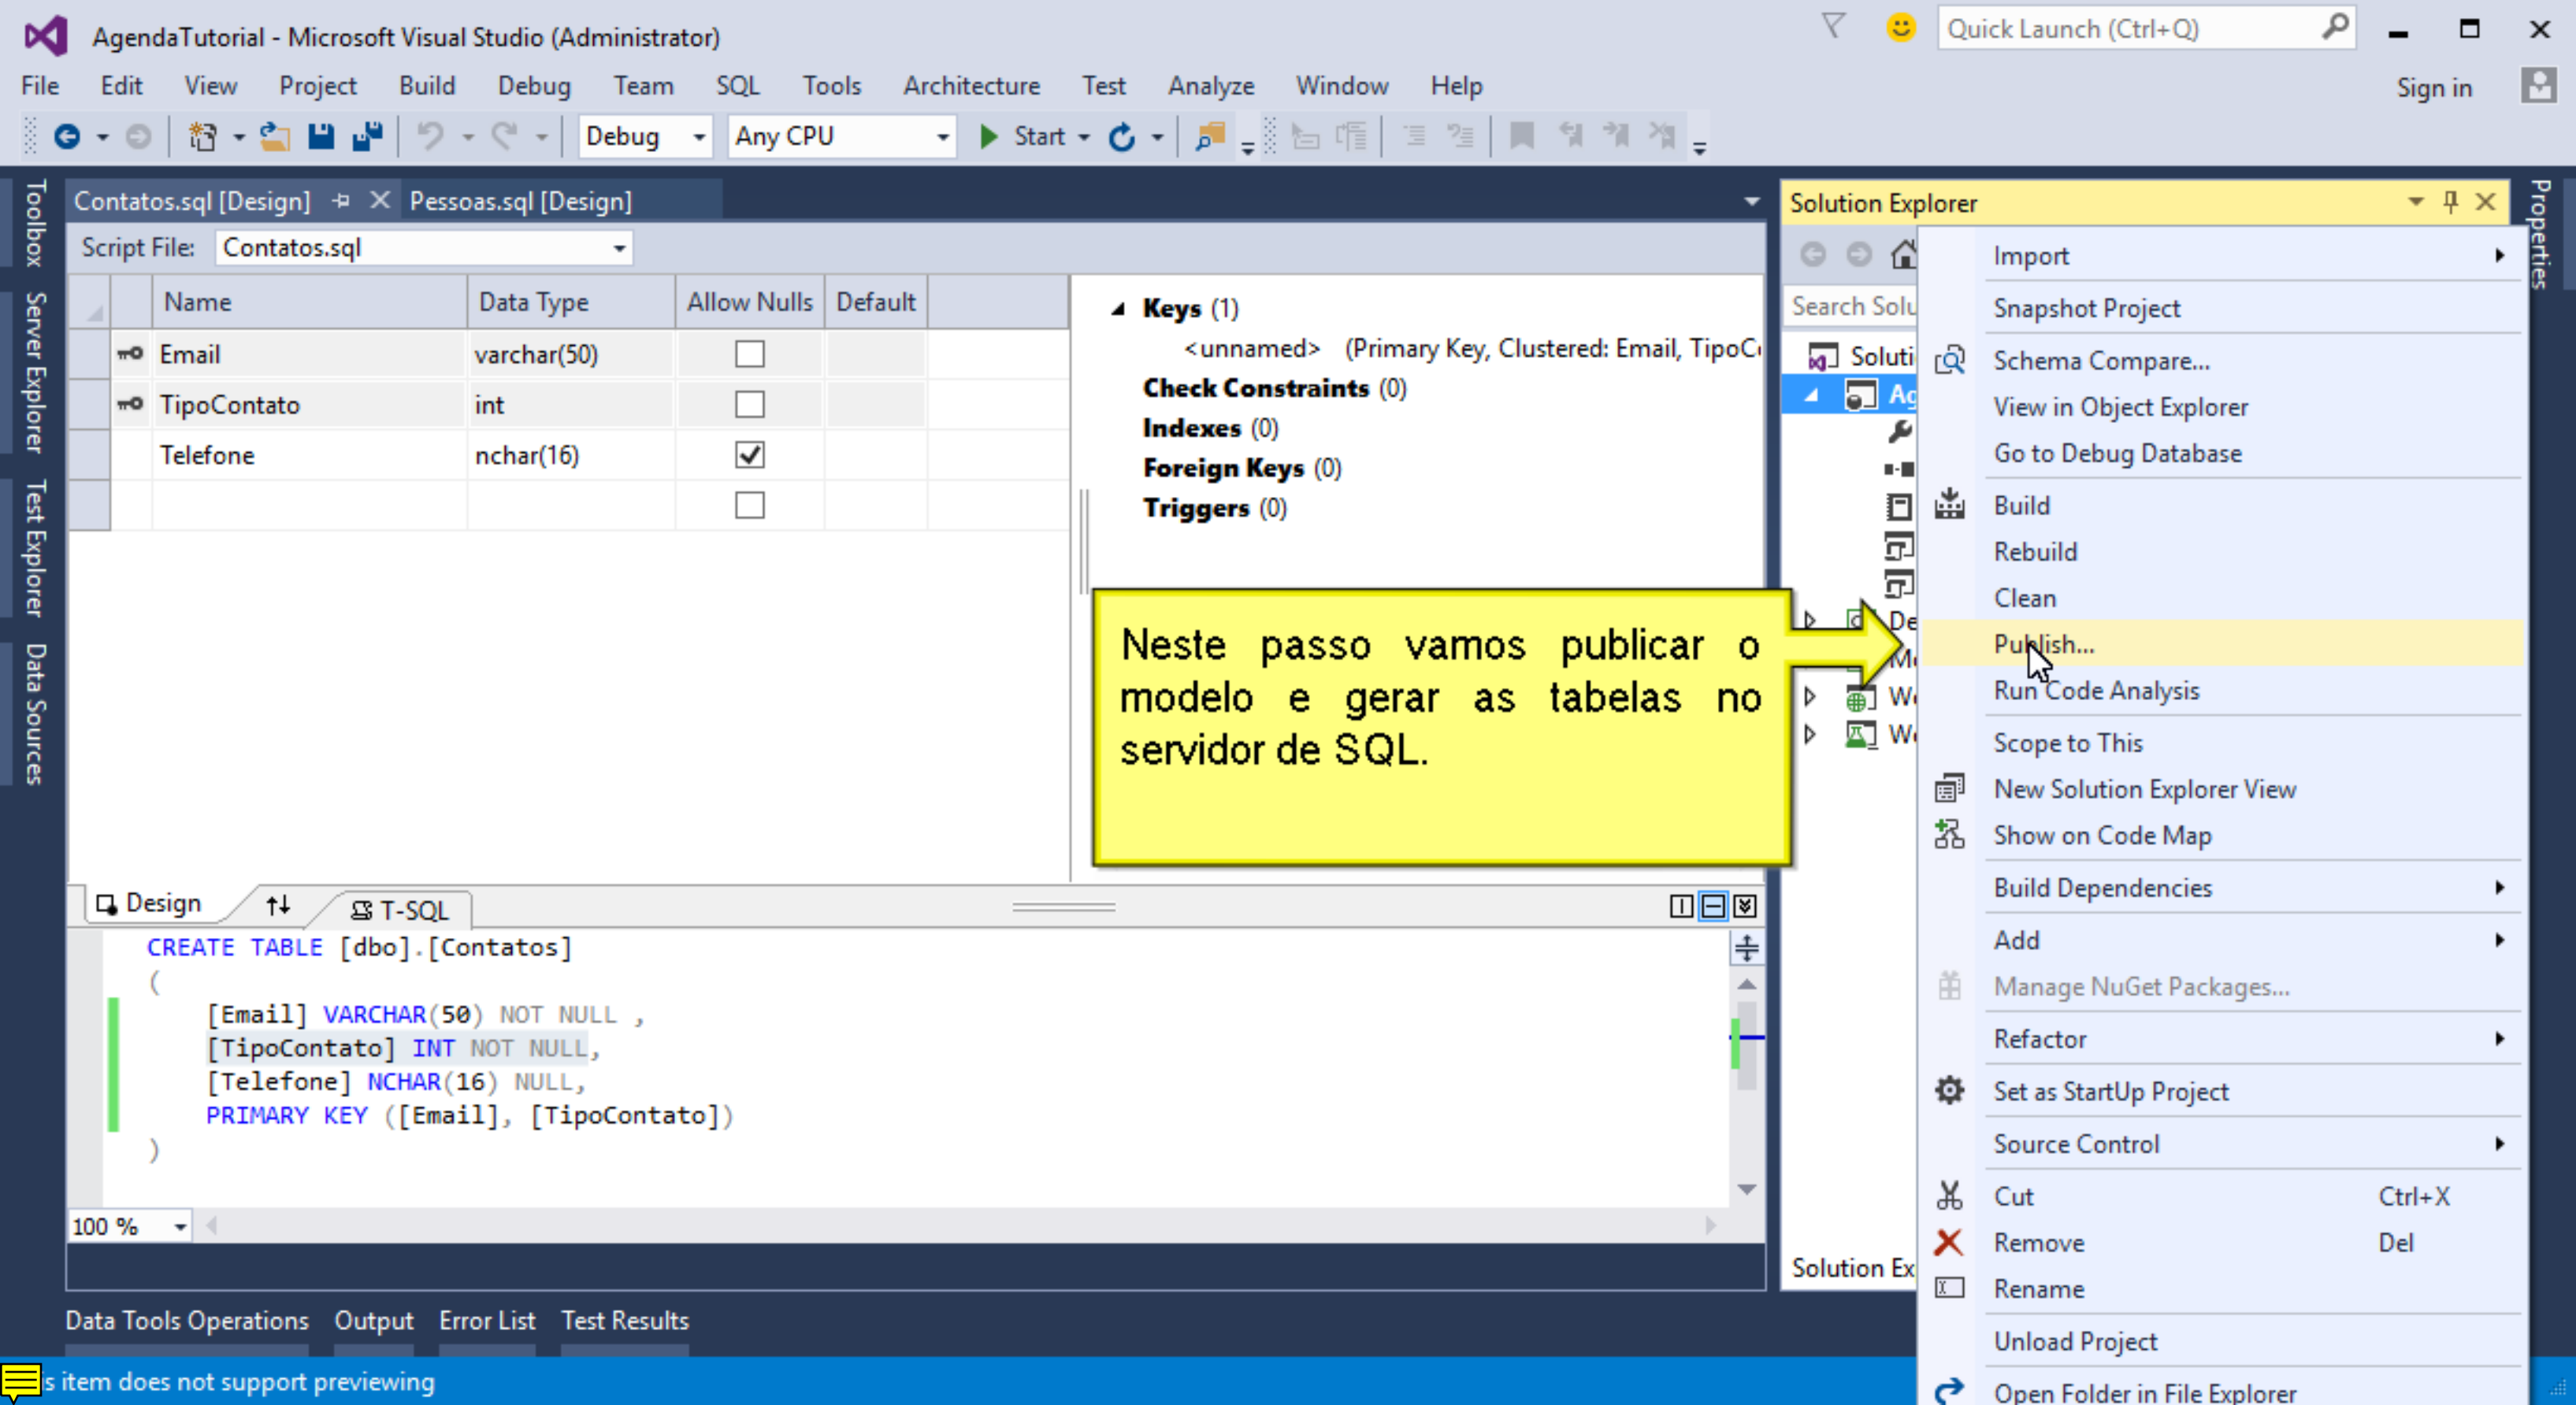 AgendaTutorial - Microsoft Visual Studio (Administrator)
Quick Launch (Ctrl+Q)
File Edit View Project Build Debug Team SQL Tools Architecture Test Analyze Window Help
Sign in
Debug Any CPU Start
Toolbox
Server Explorer
Test Explorer
Data Sources
Contatos.sql [Design] Pessoas.sql [Design]
Script File: Contatos.sql
Name Data Type Allow Nulls Default
Email varchar(50)
TipoContato int
Telefone nchar(16)
Keys (1)
<unnamed> (Primary Key, Clustered: Email, TipoCo
Check Constraints (0)
Indexes (0)
Foreign Keys (0)
Triggers (0)
Neste passo vamos publicar o
modelo e gerar as tabelas no
servidor de SQL.
Design T-SQL
CREATE TABLE [dbo].[Contatos]
(
[Email] VARCHAR(50) NOT NULL ,
[TipoContato] INT NOT NULL,
[Telefone] NCHAR(16) NULL,
PRIMARY KEY ([Email], [TipoContato])
)
100 %
Solution Explorer
Search Solu
Soluti
Ag
De
Mo
We
We
Solution Ex
Properties
Import
Snapshot Project
Schema Compare...
View in Object Explorer
Go to Debug Database
Build
Rebuild
Clean
Publish...
Run Code Analysis
Scope to This
New Solution Explorer View
Show on Code Map
Build Dependencies
Add
Manage NuGet Packages...
Refactor
Set as StartUp Project
Source Control
Cut Ctrl+X
Remove Del
Rename
Unload Project
Open Folder in File Explorer
Data Tools Operations Output Error List Test Results
s item does not support previewing